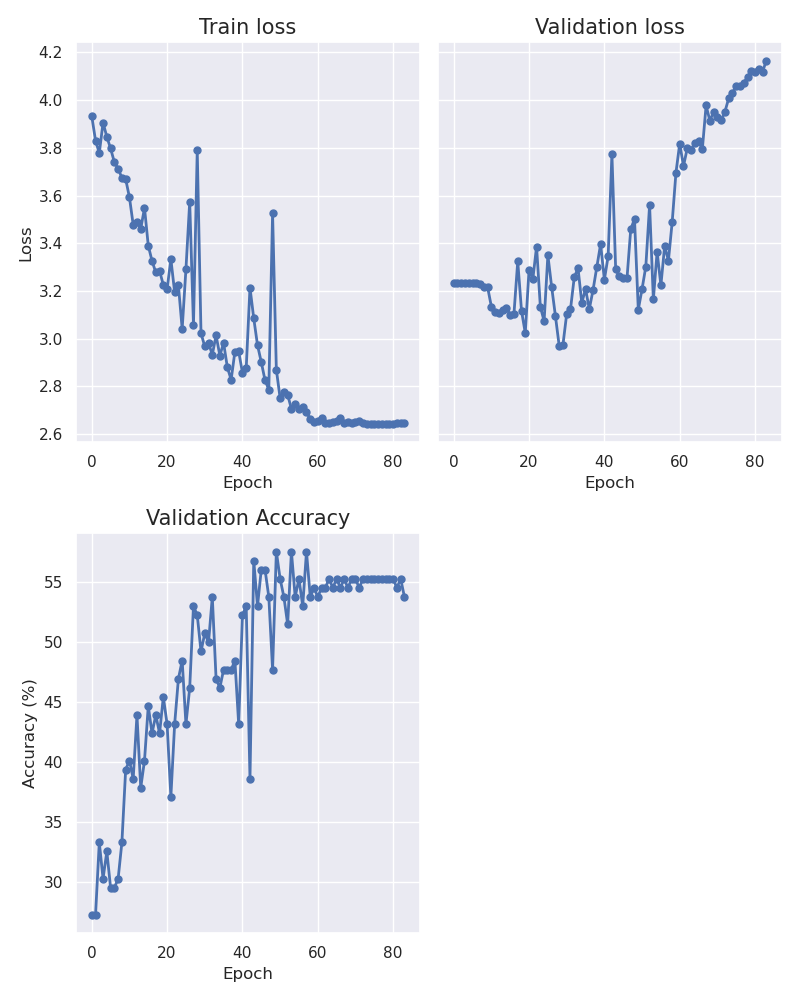 Train loss
Validation loss
4.2
4.0
3.8
3.6
3.4
3.2
3.0
2.8
2.6
Loss
0 20 40 60 80
0 20 40 60 80
Epoch
Epoch
Validation Accuracy
55
50
45
40
35
30
Accuracy (%)
0 20 40 60 80
Epoch